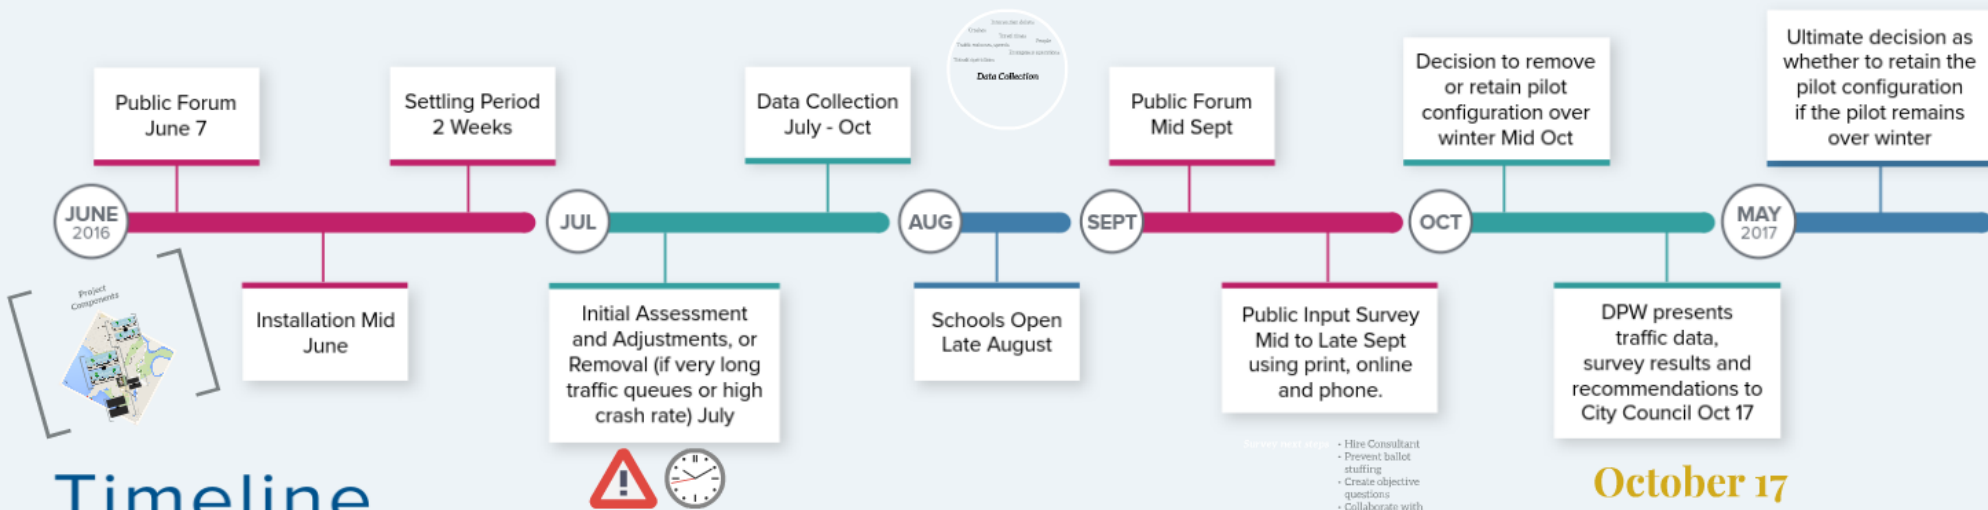 Data Collection
Public Forum
June 7
Settling Period
2 Weeks
Data Collection
July - Oct
Public Forum
Mid Sept
Decision to remove
or retain pilot
configuration over
winter Mid Oct
Ultimate decision as
whether to retain the
pilot configuration
if the pilot remains
over winter
JUNE
2016
JUL
AUG
SEPT
OCT
MAY
2017
Project
Components
Installation Mid
June
Initial Assessment
and Adjustments, or
Removal (if very long
traffic queues or high
crash rate) July
Schools Open
Late August
Public Input Survey
Mid to Late Sept
using print, online
and phone.
DPW presents
traffic data,
survey results and
recommendations to
City Council Oct 17
• Hire Consultant
• Prevent ballot
stuffing
• Create objective
questions
• Collaborate with
October 17
Timeline